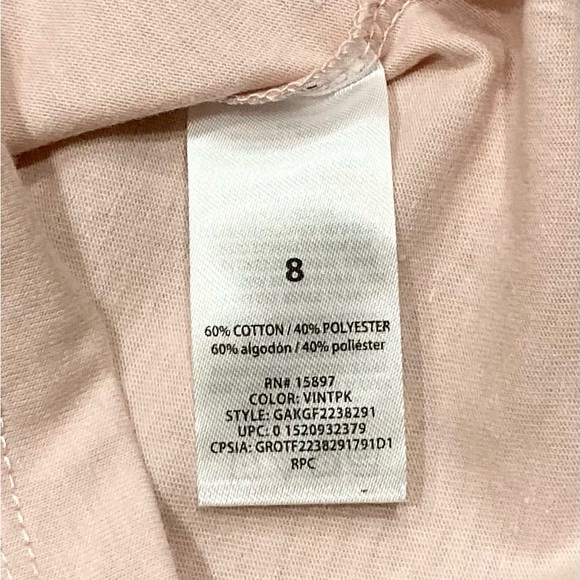 8
60% COTTON / 40% POLYESTER
60% algodón / 40% poliéster
RN# 15897
COLOR: VINTPK
STYLE: GAKGF2238291
UPC: 0 1520932379
CPSIA: GROTF2238291791D1
RPC